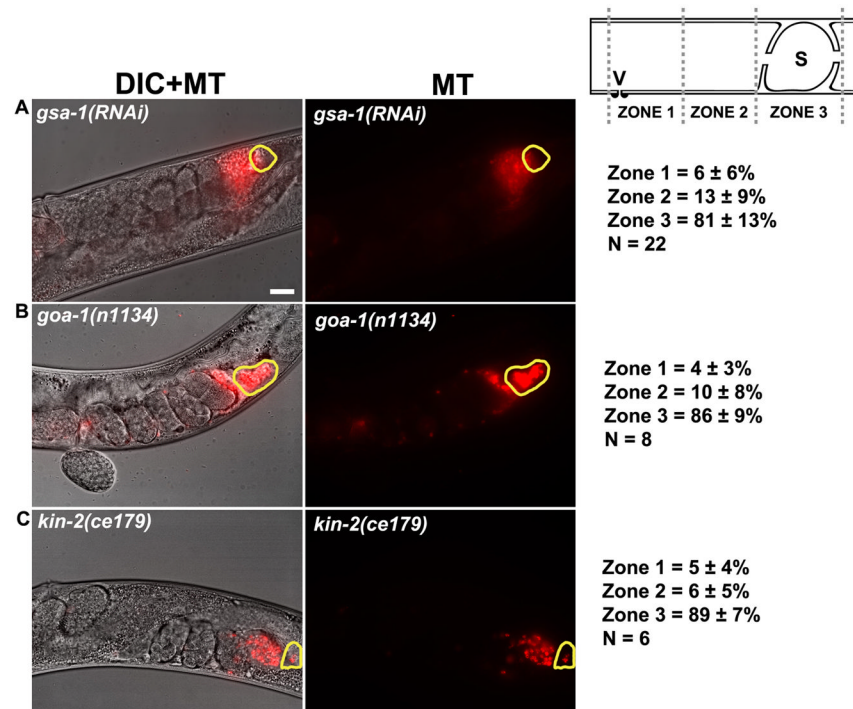 DIC+MT
MT
V
S
ZONE 1
ZONE 2
ZONE 3
A
gsa-1(RNAi)
gsa-1(RNAi)
Zone 1 = 6 ± 6%
Zone 2 = 13 ± 9%
Zone 3 = 81 ± 13%
N = 22
B
goa-1(n1134)
goa-1(n1134)
Zone 1 = 4 ± 3%
Zone 2 = 10 ± 8%
Zone 3 = 86 ± 9%
N = 8
C
kin-2(ce179)
kin-2(ce179)
Zone 1 = 5 ± 4%
Zone 2 = 6 ± 5%
Zone 3 = 89 ± 7%
N = 6